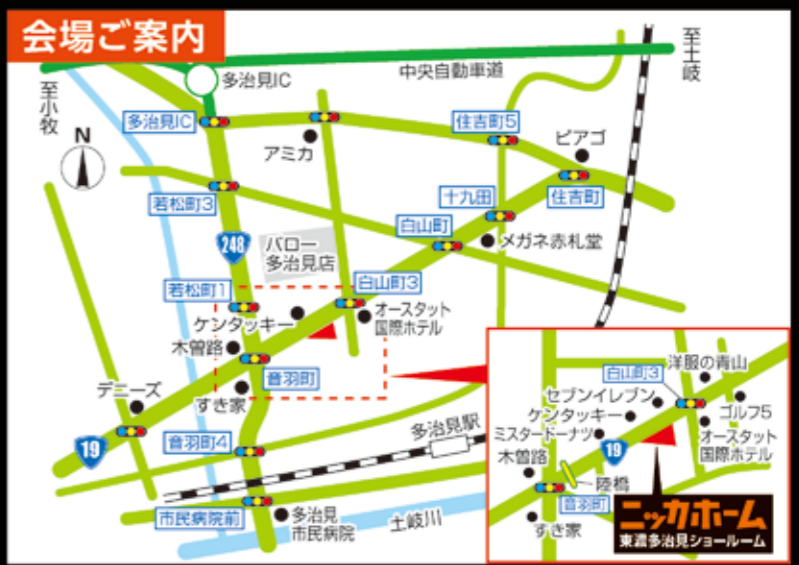 会場ご案内
至土岐
中央自動車道
至小牧
多治見IC
N
多治見IC
アミカ
住吉町5
ピアゴ
若松町3
十九田
住吉町
白山町
メガネ赤札堂
248
バロー
多治見店
若松町1
白山町3
ケンタッキー
オースタット
国際ホテル
木曽路
音羽町
デニーズ
すき家
19
音羽町4
多治見駅
市民病院前
多治見
市民病院
土岐川
洋服の青山
白山町3
セブンイレブン
ケンタッキー
ゴルフ5
ミスタードーナツ
オースタット
国際ホテル
木曽路
19
陸橋
音羽町
すき家
ニッカホーム
東濃多治見ショールーム